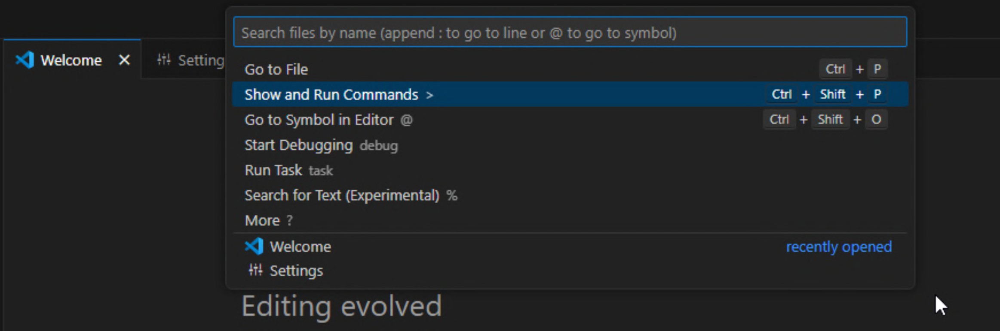 Search files by name (append : to go to line or @ to go to symbol)
Welcome
Setting
Go to File Ctrl + P
Show and Run Commands > Ctrl + Shift + P
Go to Symbol in Editor @ Ctrl + Shift + O
Start Debugging debug
Run Task task
Search for Text (Experimental) %
More ?
Welcome recently opened
Settings
Editing evolved